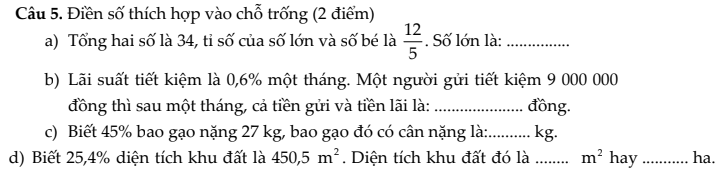 Câu 5. Điền số thích hợp vào chỗ trống (2 điểm)
a) Tổng hai số là 34, tỉ số của số lớn và số bé là 12/5. Số lớn là: ...............
b) Lãi suất tiết kiệm là 0,6% một tháng. Một người gửi tiết kiệm 9 000 000
đồng thì sau một tháng, cả tiền gửi và tiền lãi là: ..................... đồng.
c) Biết 45% bao gạo nặng 27 kg, bao gạo đó có cân nặng là:.......... kg.
d) Biết 25,4% diện tích khu đất là 450,5 m². Diện tích khu đất đó là ........ m² hay ........... ha.